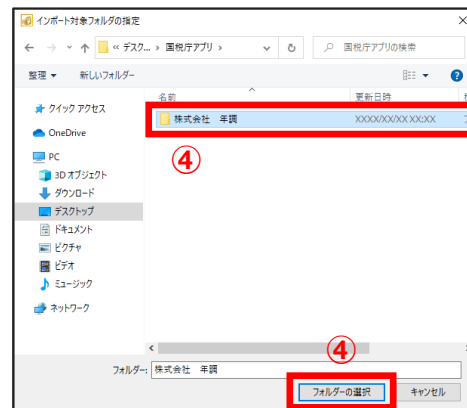 インポート対象フォルダの指定
« デスク... › 国税庁アプリ ›
国税庁アプリの検索
整理 新しいフォルダー
名前 更新日時
クイック アクセス
株式会社 年調 XXXX/XX/XX XX:XX
OneDrive
④
PC
3D オブジェクト
ダウンロード
デスクトップ
ドキュメント
ピクチャ
ビデオ
ミュージック
ネットワーク
④
フォルダー: 株式会社 年調
フォルダーの選択 キャンセル